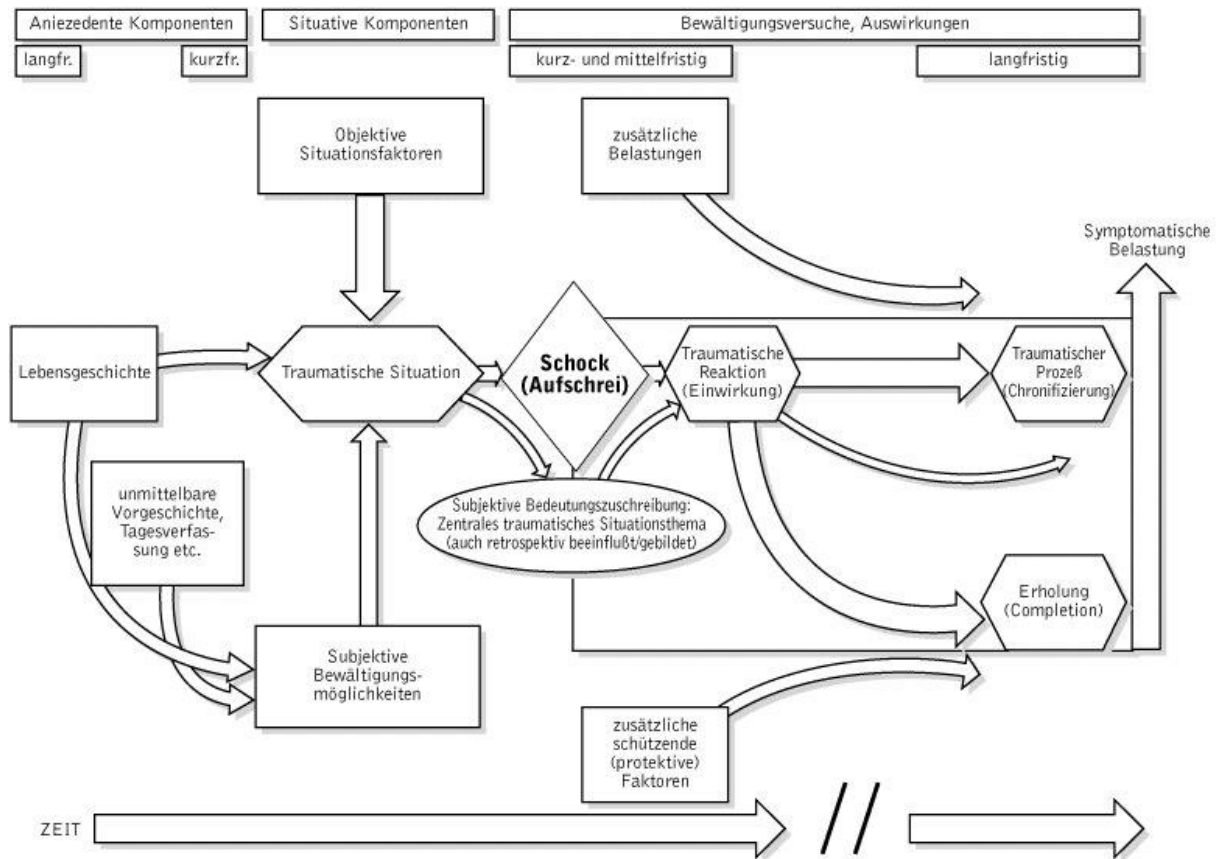 Aniezedente Komponenten
Situative Komponenten
Bewältigungsversuche, Auswirkungen
langfr.
kurzfr.
kurz- und mittelfristig
langfristig
Objektive
Situationsfaktoren
zusätzliche
Belastungen
Symptomatische
Belastung
Lebensgeschichte
Traumatische Situation
Schock
(Aufschrei)
Traumatische
Reaktion
(Einwirkung)
Traumatischer
Prozeß
(Chronifizierung)
unmittelbare
Vorgeschichte,
Tagesverfas-
sung etc.
Subjektive Bedeutungszuschreibung:
Zentrales traumatisches Situationsthema
(auch retrospektiv beeinflußt/gebildet)
Erholung
(Completion)
Subjektive
Bewältigungs-
möglichkeiten
zusätzliche
schützende
(protektive)
Faktoren
ZEIT